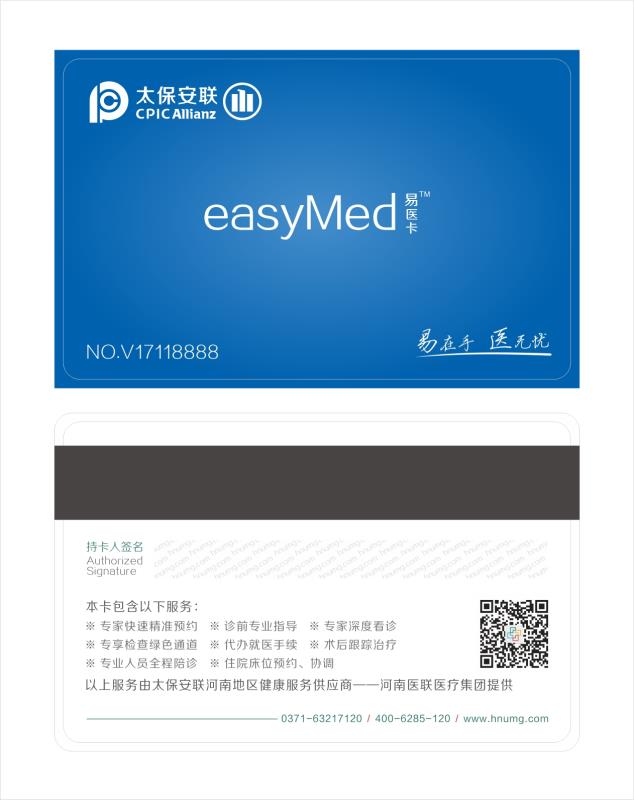 太保安联
CPIC Allianz
easyMed 易医卡™
NO.V17118888
易在手 医无忧
持卡人签名
Authorized
Signature
本卡包含以下服务：
※ 专家快速精准预约 ※ 诊前专业指导 ※ 专家深度看诊
※ 专享检查绿色通道 ※ 代办就医手续 ※ 术后跟踪治疗
※ 专业人员全程陪诊 ※ 住院床位预约、协调
以上服务由太保安联河南地区健康服务供应商——河南医联医疗集团提供
0371-63217120 / 400-6285-120 / www.hnumg.com